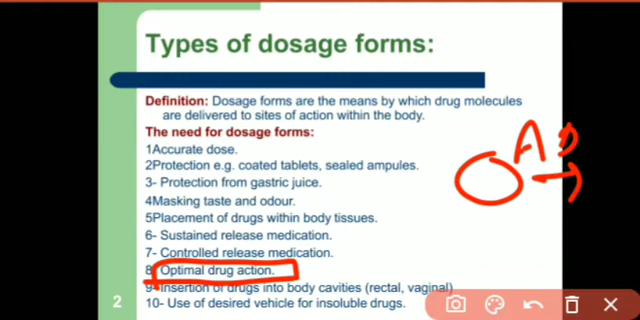 Types of dosage forms:
Definition: Dosage forms are the means by which drug molecules
are delivered to sites of action within the body.
The need for dosage forms:
1Accurate dose.
2Protection e.g. coated tablets, sealed ampules.
3- Protection from gastric juice.
4Masking taste and odour.
5Placement of drugs within body tissues.
6- Sustained release medication.
7- Controlled release medication.
8 Optimal drug action.
9- Insertion of drugs into body cavities (rectal, vaginal)
10- Use of desired vehicle for insoluble drugs.
2